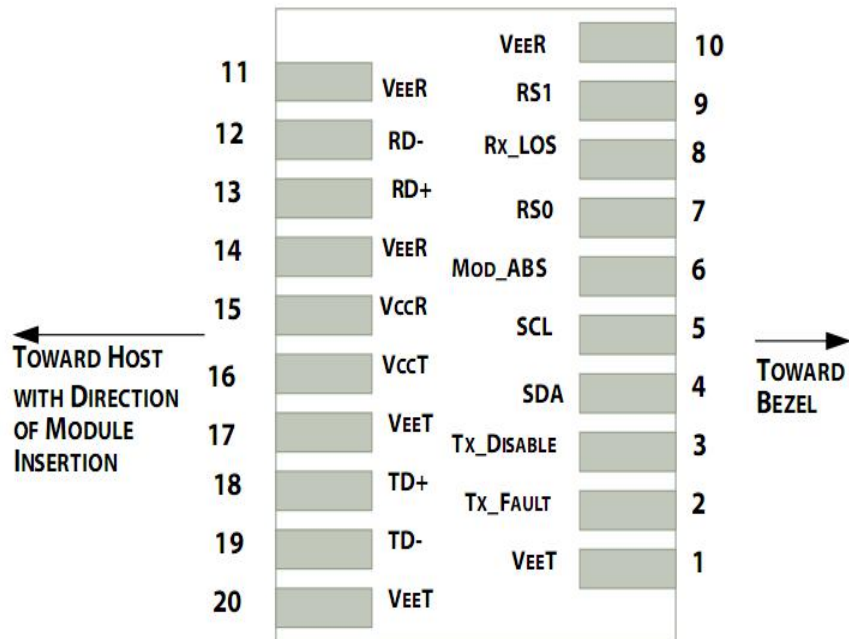 11 VEER
12 RD-
13 RD+
14 VEER
15 VCCR
16 VCCT
17 VEET
18 TD+
19 TD-
20 VEET
VEER 10
RS1 9
RX_LOS 8
RS0 7
MOD_ABS 6
SCL 5
SDA 4
TX_DISABLE 3
TX_FAULT 2
VEET 1
TOWARD HOST
WITH DIRECTION
OF MODULE
INSERTION
TOWARD
BEZEL